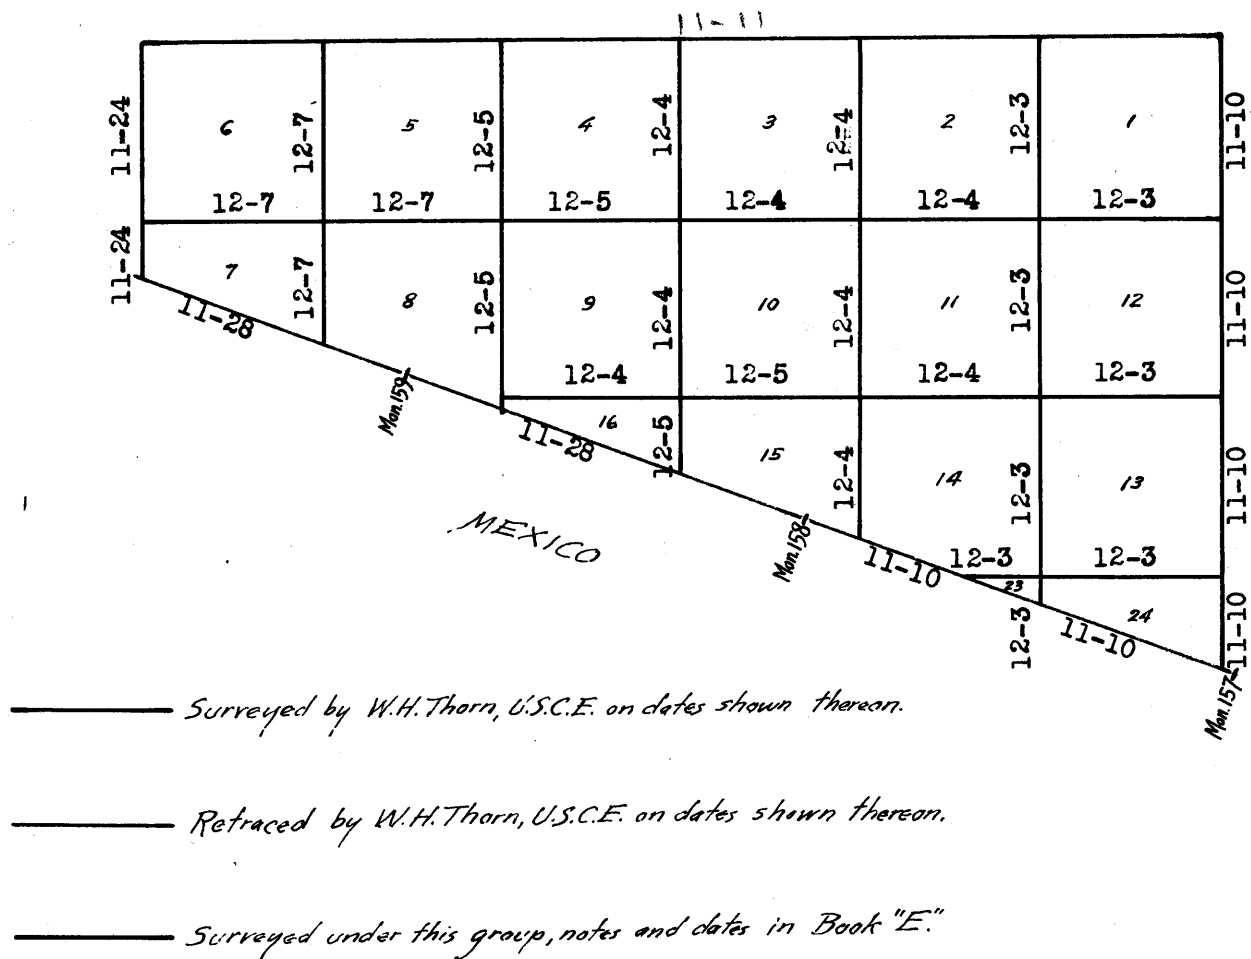 11-11
11-24 6 12-7 5 12-5 4 12-4 3 12-4 2 12-3 1 11-10
12-7 12-7 12-5 12-4 12-4 12-3
11-24 7 12-7 8 12-5 9 12-4 10 12-4 11 12-3 12 11-10
11-28
Mon. 159
12-4 12-5 12-4 12-3
11-28 16 12-5 15 12-4 14 12-3 13 11-10
MEXICO
Mon. 158
11-10 12-3 12-3
23 12-3 11-10 24 11-10
Mon. 157
Surveyed by W.H. Thorn, U.S.C.E. on dates shown thereon.
Retraced by W.H. Thorn, U.S.C.E. on dates shown thereon.
Surveyed under this group, notes and dates in Book "E."